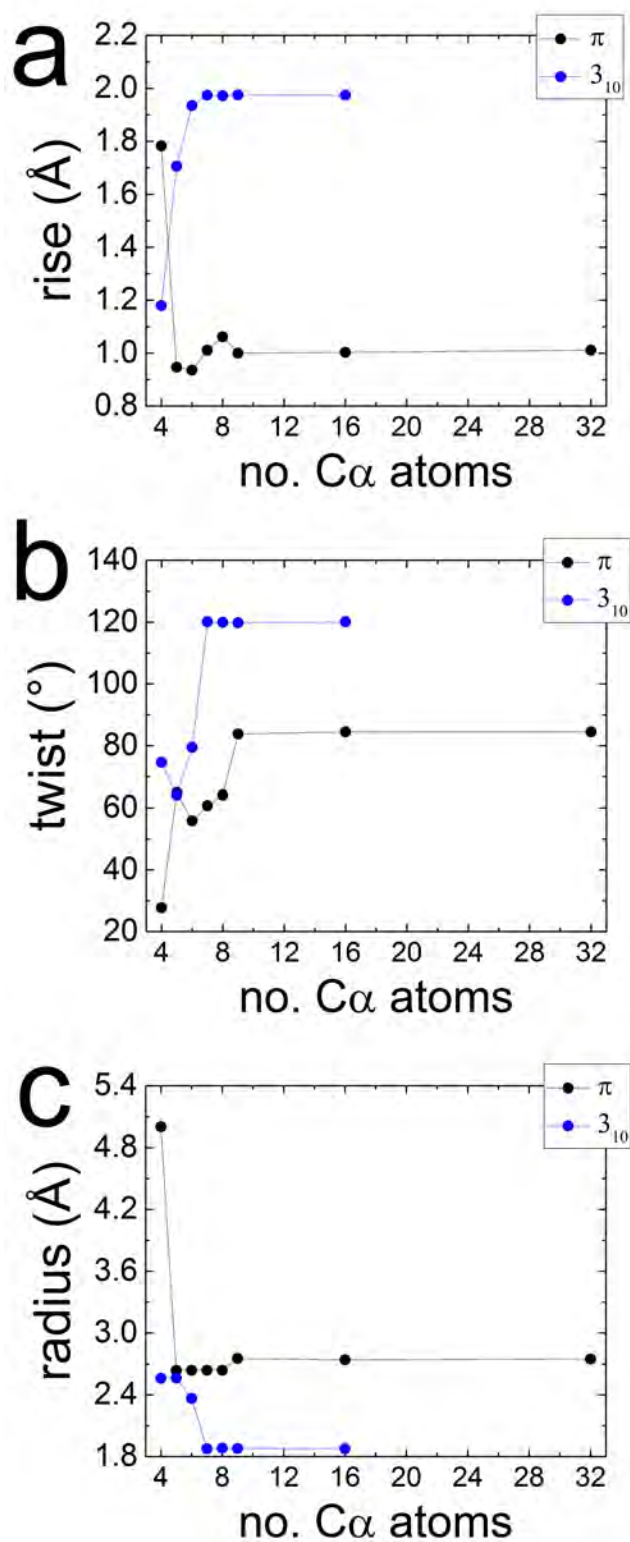 a
π
3₁₀
2.2
2.0
1.8
1.6
1.4
1.2
1.0
0.8
rise (Å)
4 8 12 16 20 24 28 32
no. Cα atoms
b
π
3₁₀
140
120
100
80
60
40
20
twist (°)
4 8 12 16 20 24 28 32
no. Cα atoms
c
π
3₁₀
5.4
4.8
4.2
3.6
3.0
2.4
1.8
radius (Å)
4 8 12 16 20 24 28 32
no. Cα atoms